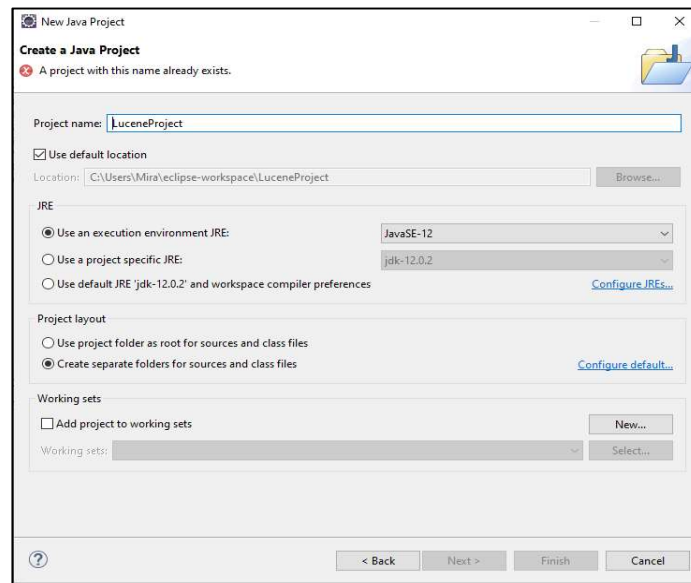 New Java Project
Create a Java Project
A project with this name already exists.
Project name: LuceneProject
Use default location
Location: C:\Users\Mira\eclipse-workspace\LuceneProject Browse...
JRE
Use an execution environment JRE: JavaSE-12
Use a project specific JRE: jdk-12.0.2
Use default JRE 'jdk-12.0.2' and workspace compiler preferences Configure JREs...
Project layout
Use project folder as root for sources and class files
Create separate folders for sources and class files Configure default...
Working sets
Add project to working sets New...
Working sets: Select...
? < Back Next > Finish Cancel